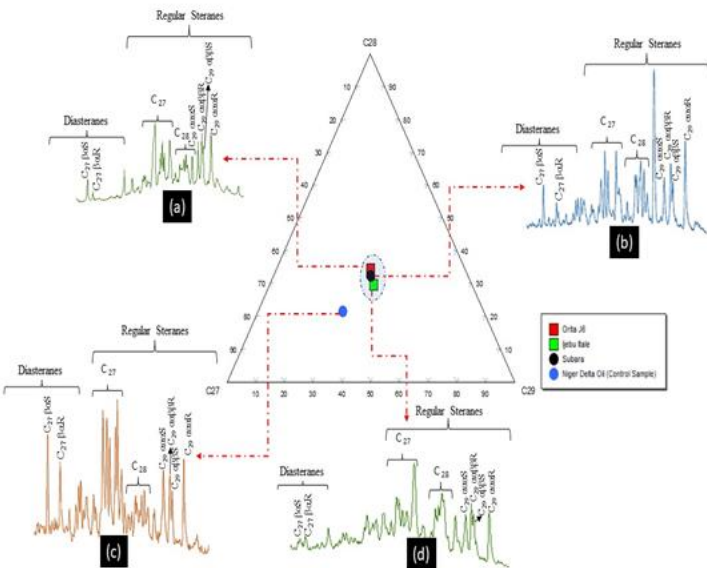 Regular Steranes
C27
C28
C29 αααS
C29 αββR
C29 αββS
C29 αααR
Diasteranes
C27 βαS
C27 βαR
(a)
C28
10
20
30
40
50
60
70
80
90
90
80
70
60
50
40
30
20
10
C27
10
20
30
40
50
60
70
80
90
C29
Regular Steranes
C27
C28
C29 αααS
C29 αββR
C29 αββS
C29 αααR
Diasteranes
C27 βαS
C27 βαR
(b)
Orita J6
Ijebu Itale
Subara
Niger Delta Oil (Control Sample)
Regular Steranes
C27
C28
C29 αααS
C29 αββR
C29 αββS
C29 αααR
Diasteranes
C27 βαS
C27 βαR
(c)
Regular Steranes
C27
C28
C29 αααS
C29 αββR
C29 αββS
C29 αααR
Diasteranes
C27 βαS
C27 βαR
(d)